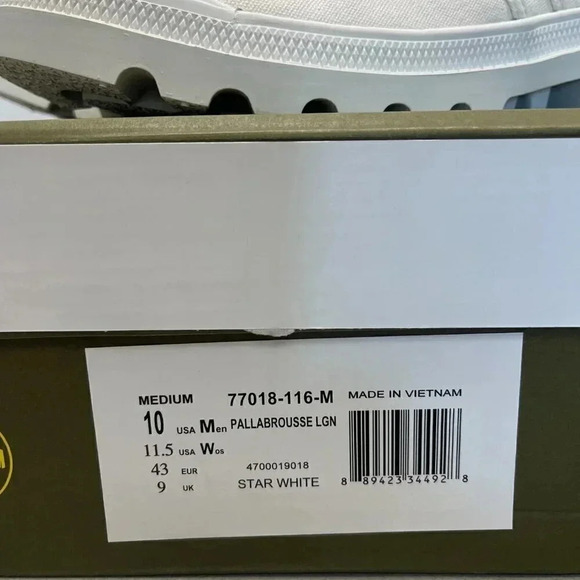 MEDIUM 77018-116-M MADE IN VIETNAM
10 USA Men PALLABROUSSE LGN
11.5 USA Wos
43 EUR 4700019018
9 UK STAR WHITE 8 89423 34492 8